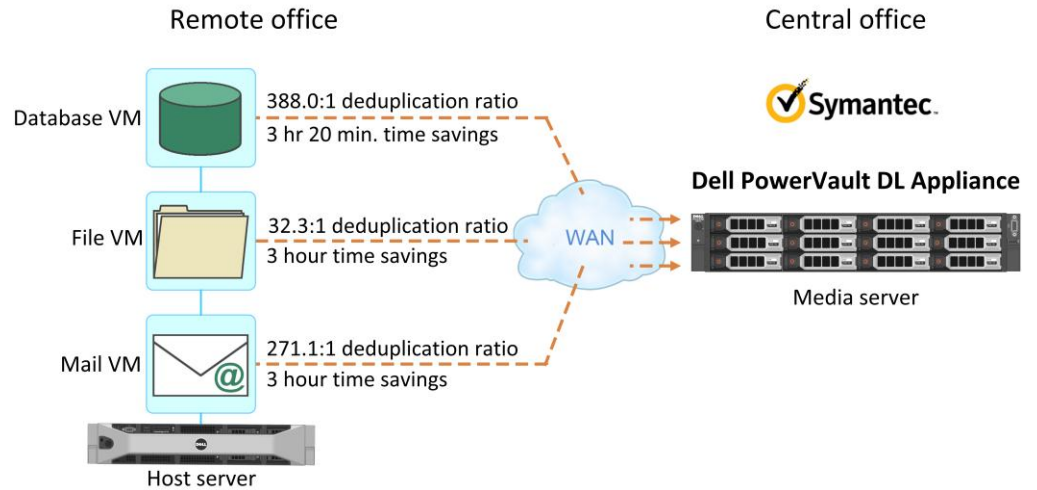 Remote office
Central office
Database VM
388.0:1 deduplication ratio
3 hr 20 min. time savings
Symantec.
Dell PowerVault DL Appliance
File VM
32.3:1 deduplication ratio
3 hour time savings
WAN
Media server
Mail VM
271.1:1 deduplication ratio
3 hour time savings
@
DELL
Host server